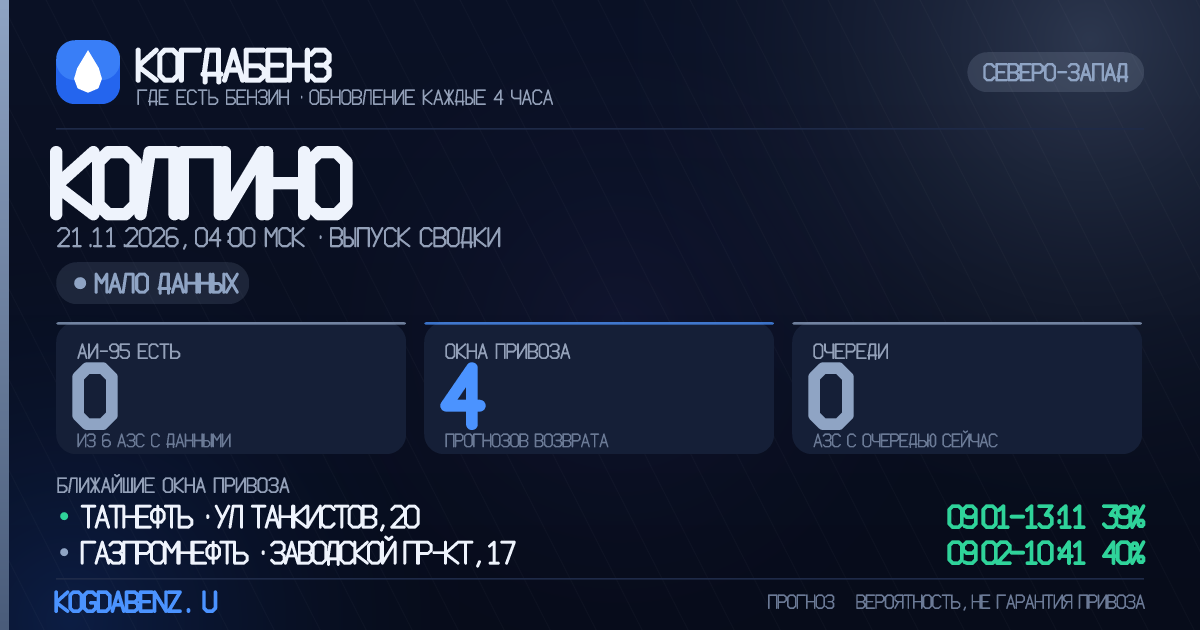 КОГДАБЕНЗ
ГДЕ ЕСТЬ БЕНЗИН · ОБНОВЛЕНИЕ КАЖДЫЕ 4 ЧАСА
СЕВЕРО-ЗАПАД
КОЛПИНО
21.11.2026, 04:00 МСК · ВЫПУСК СВОДКИ
• МАЛО ДАННЫХ
АИ-95 ЕСТЬ
0
ИЗ 6 АЗС С ДАННЫМИ
ОКНА ПРИВОЗА
4
ПРОГНОЗОВ ВОЗВРАТА
ОЧЕРЕДИ
0
АЗС С ОЧЕРЕДЬЮ СЕЙЧАС
БЛИЖАЙШИЕ ОКНА ПРИВОЗА
• ТАТНЕФТЬ · УЛ ТАНКИСТОВ, 20 09:01-13:11 39%
• ГАЗПРОМНЕФТЬ · ЗАВОДСКОЙ ПР-КТ, 17 09:02-10:41 40%
KOGDABENZ. U
ПРОГНОЗ ВЕРОЯТНОСТЬ, НЕ ГАРАНТИЯ ПРИВОЗА